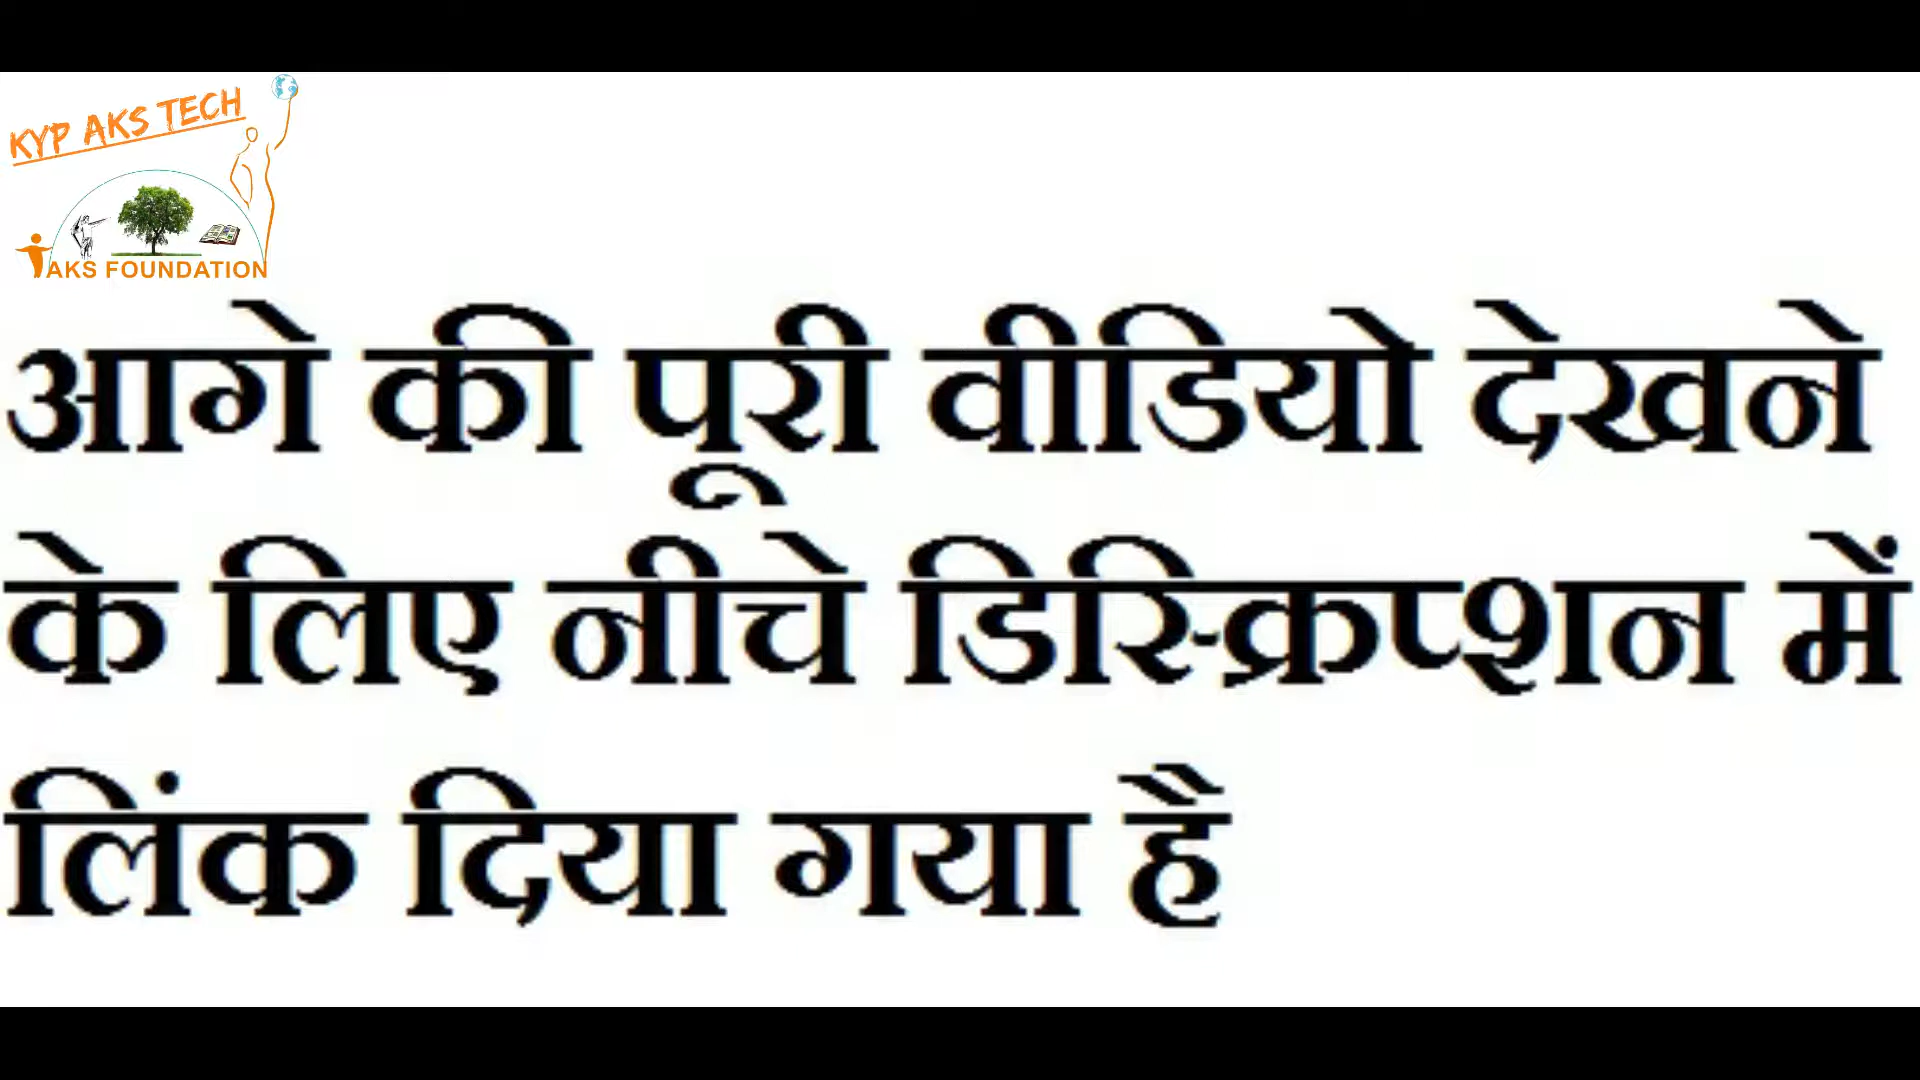 KYP AKS TECH
AKS FOUNDATION
आगे की पूरी वीडियो देखने
के लिए नीचे डिस्क्रिप्शन में
लिंक दिया गया है